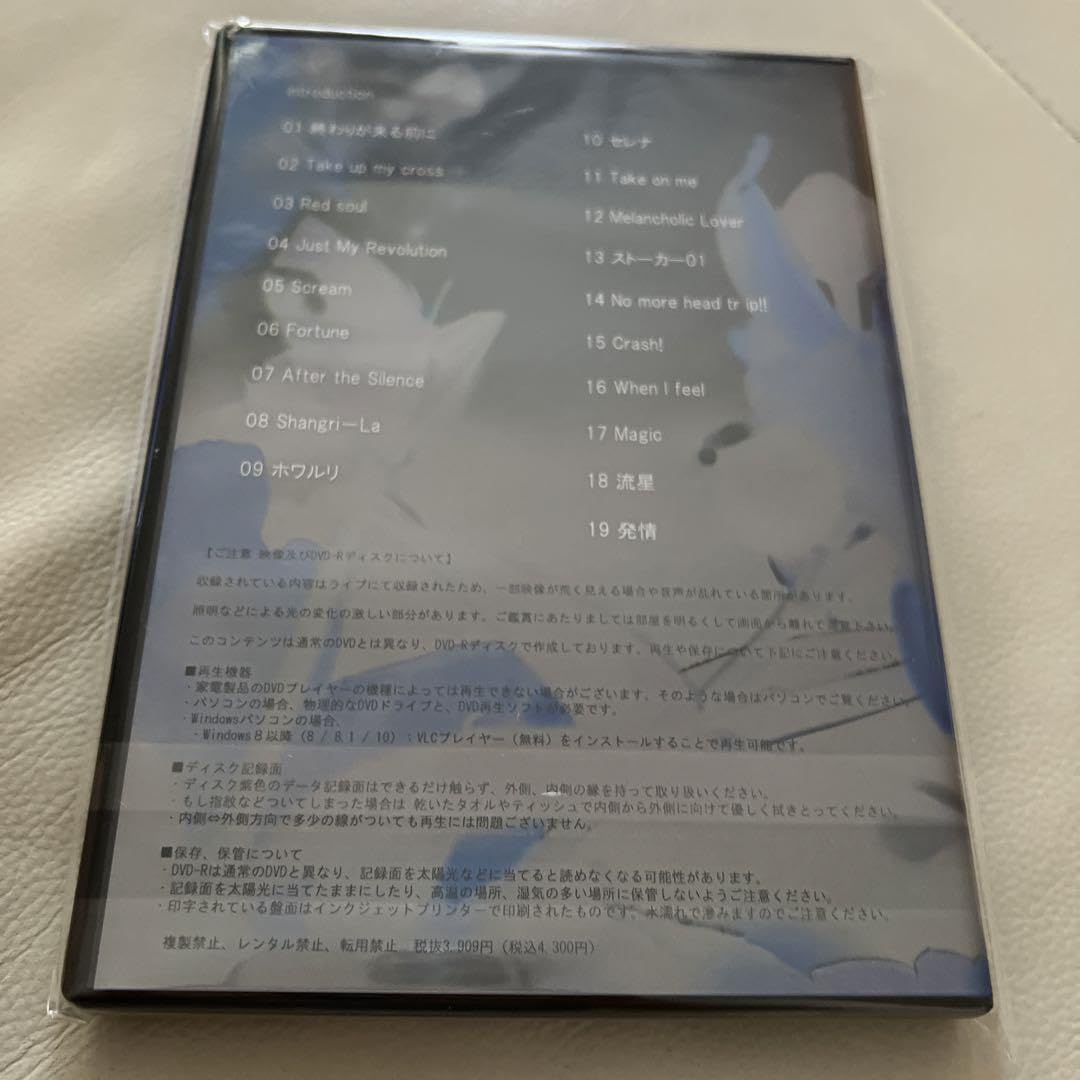 introduction
01 終わりが来る前に
02 Take up my cross
03 Red soul
04 Just My Revolution
05 Scream
06 Fortune
07 After the Silence
08 Shangri-La
09 ホワルリ
10 セレナ
11 Take on me
12 Melancholic Lover
13 ストーカー01
14 No more head tr ip!!
15 Crash!
16 When I feel
17 Magic
18 流星
19 発情
【ご注意 映像及びDVD-Rディスクについて】
収録されている内容はライブにて収録されたため、一部映像が荒く見える場合や音声が乱れている箇所があります。
照明などによる光の変化の激しい部分があります。ご鑑賞にあたりましては部屋を明るくして画面から離れてご覧下さい。
このコンテンツは通常のDVDとは異なり、DVD-Rディスクで作成しております。再生や保存について下記にご注意ください。
■再生機器
・家電製品のDVDプレイヤーの機種によっては再生できない場合がございます。そのような場合はパソコンでご覧ください。
・パソコンの場合、物理的なDVDドライブと、DVD再生ソフトが必要です。
・Windowsパソコンの場合、
・Windows８以降（8 / 8.1 / 10）：VLCプレイヤー（無料）をインストールすることで再生可能です。
■ディスク記録面
・ディスク紫色のデータ記録面はできるだけ触らず、外側、内側の縁を持って取り扱いください。
・もし指紋などついてしまった場合は 乾いたタオルやティッシュで内側から外側に向けて優しく拭きとってください。
・内側⇔外側方向で多少の線がついても再生には問題ございません。
■保存、保管について
・DVD-Rは通常のDVDと異なり、記録面を太陽光などに当てると読めなくなる可能性があります。
・記録面を太陽光に当てたままにしたり、高温の場所、湿気の多い場所に保管しないようご注意ください。
・印字されている盤面はインクジェットプリンターで印刷されたものです。水濡れで滲みますのでご注意ください。
複製禁止、レンタル禁止、転用禁止　税抜3,909円（税込4,300円）